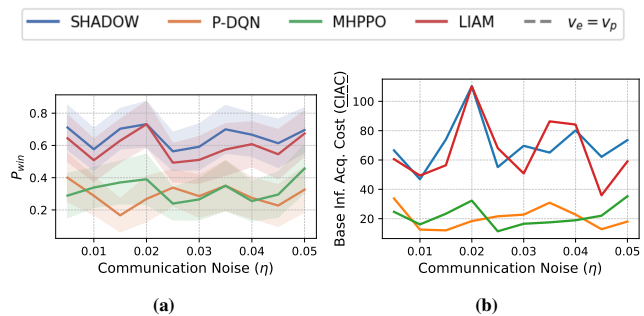 SHADOW P-DQN MHPPO LIAM v_e = v_p
P_win
0.8
0.6
0.4
0.2
0.01 0.02 0.03 0.04 0.05
Communication Noise (η)
(a)
Base Inf. Acq. Cost (CIAC)
100
80
60
40
20
0.01 0.02 0.03 0.04 0.05
Communication Noise (η)
(b)